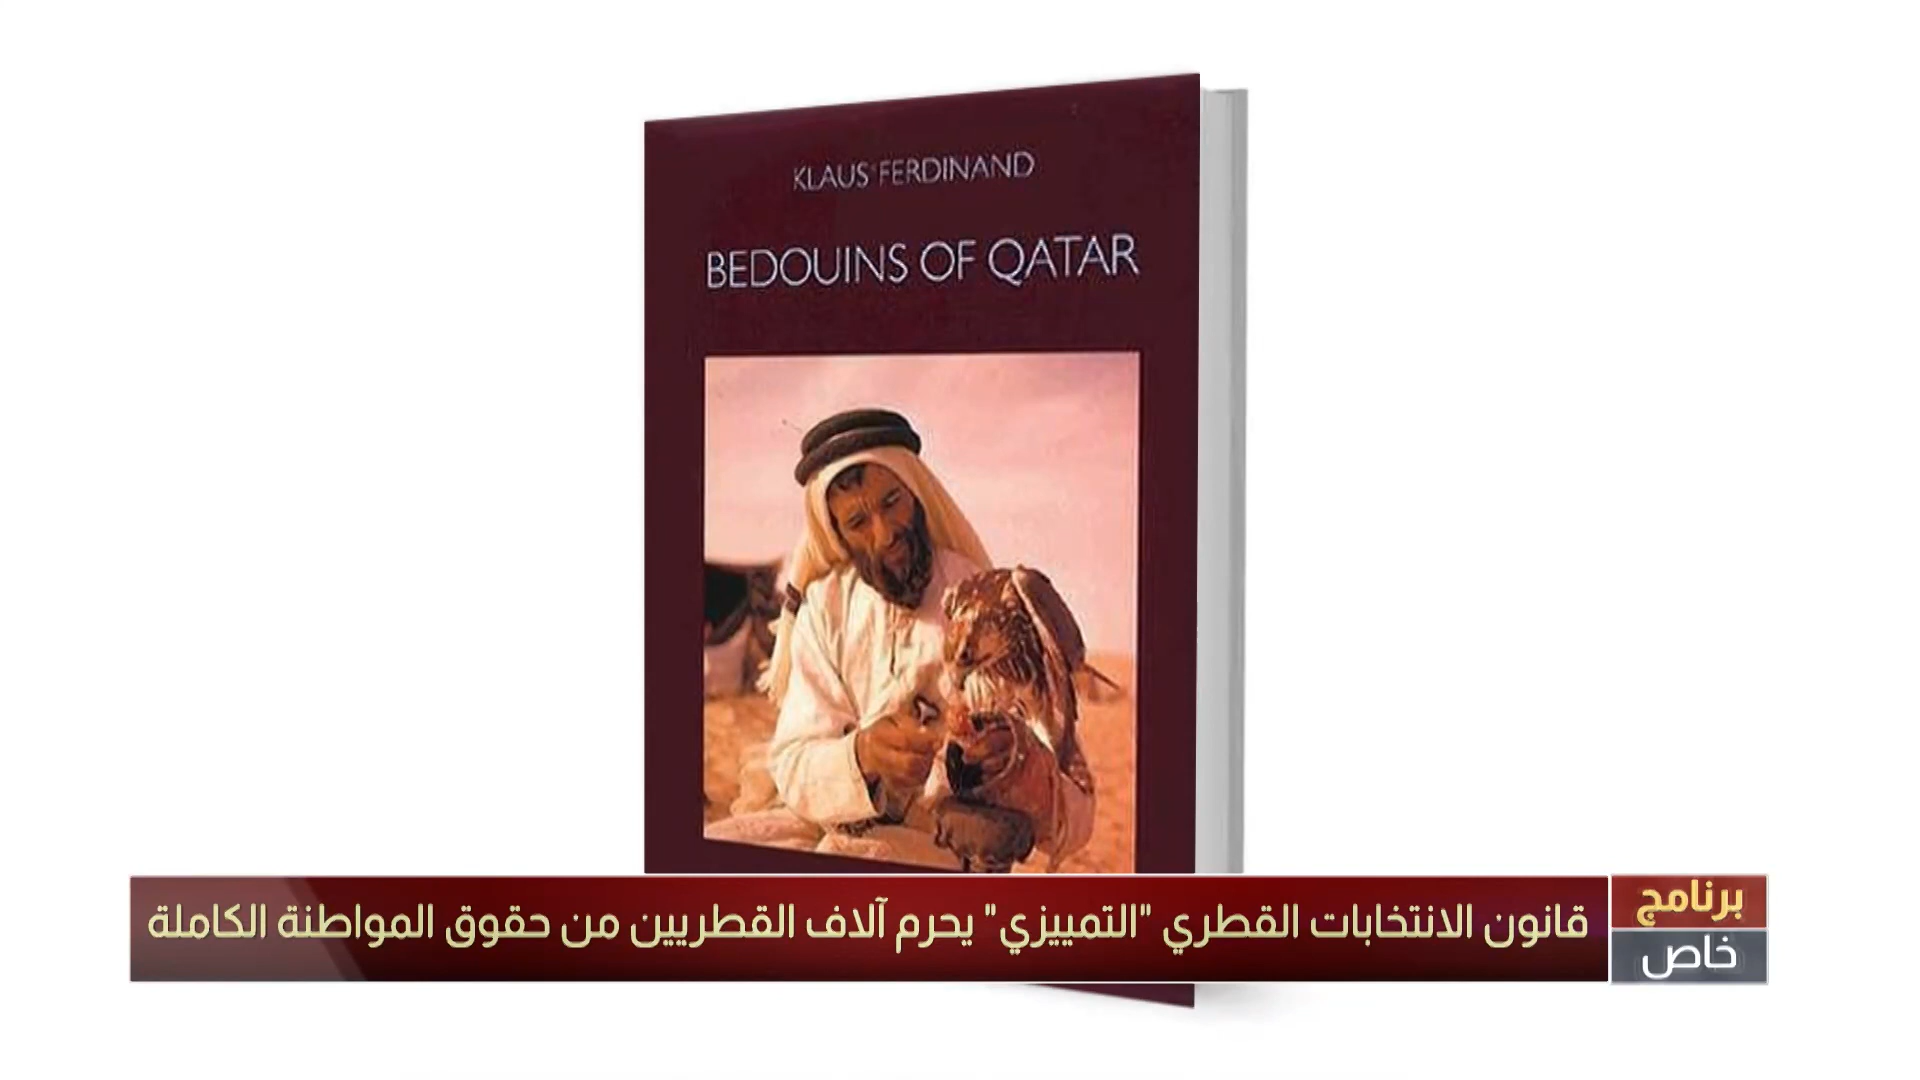 KLAUS FERDINAND
BEDOUINS OF QATAR
برنامج
خاص
قانون الانتخابات القطري "التمييزي" يحرم آلاف القطريين من حقوق المواطنة الكاملة